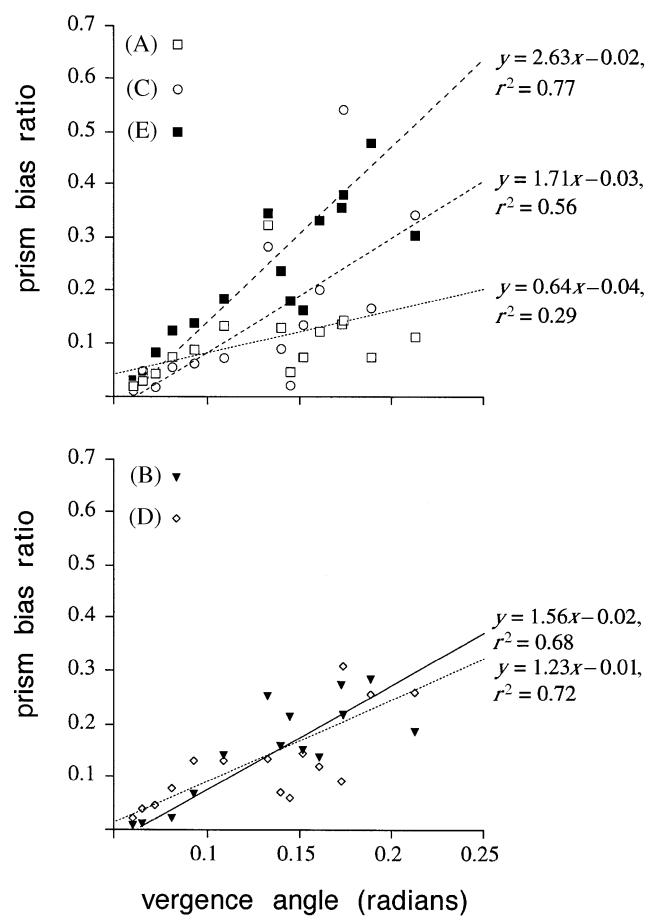 0.7
(A)
0.6
y = 2.63x–0.02,
r² = 0.77
(C)
0.5
(E)
0.4
y = 1.71x–0.03,
r² = 0.56
0.3
y = 0.64x–0.04,
r² = 0.29
0.2
0.1
prism bias ratio
0.7
(B)
0.6
(D)
0.5
0.4
y = 1.56x–0.02,
r² = 0.68
y = 1.23x–0.01,
r² = 0.72
0.3
0.2
0.1
prism bias ratio
0.1 0.15 0.2 0.25
vergence angle (radians)